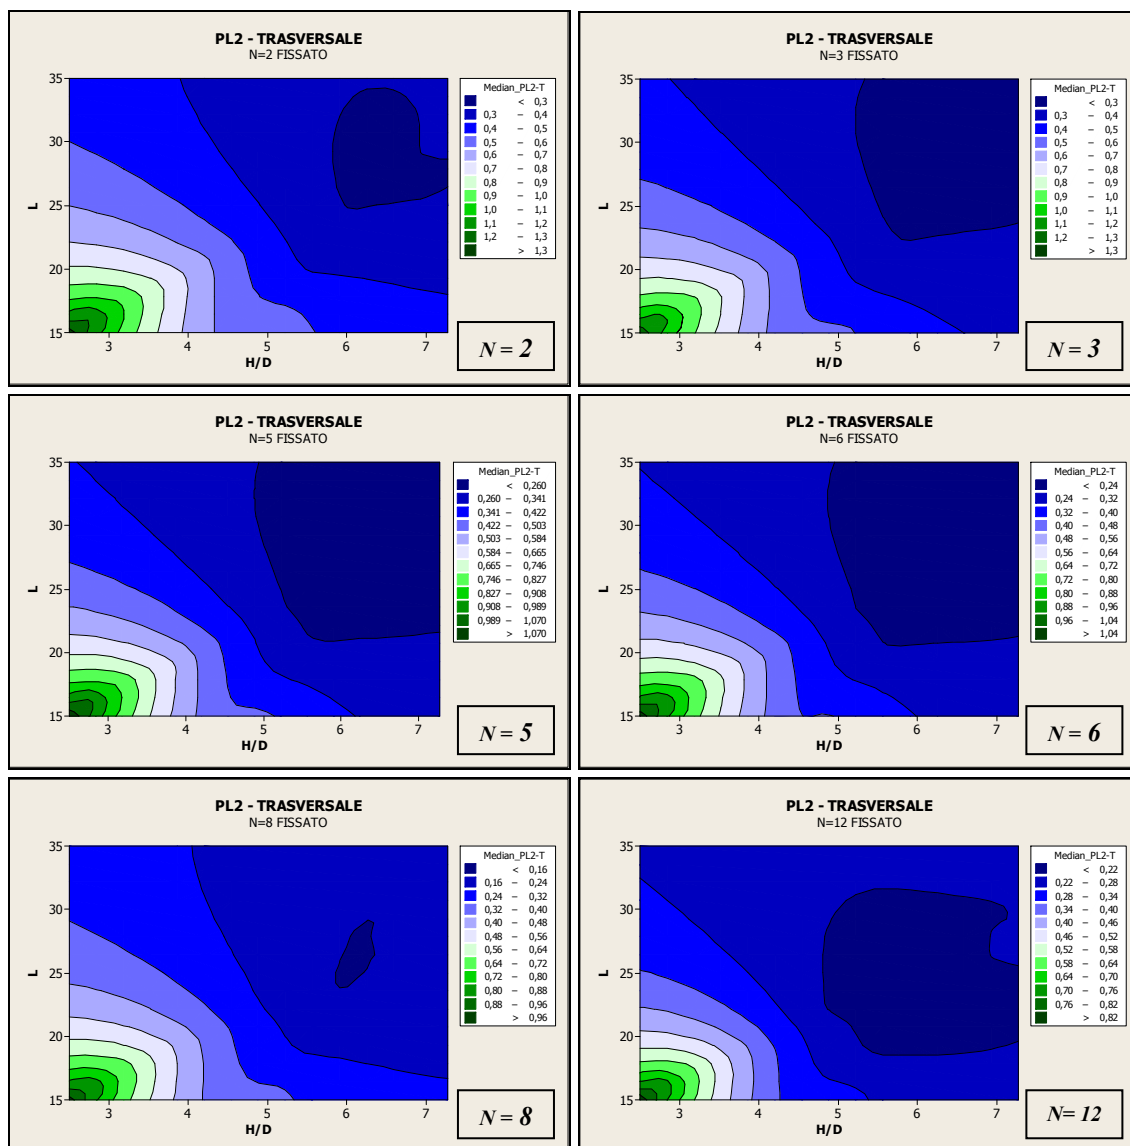 PL2 - TRASVERSALE
N=2 FISSATO
35
30
25
20
15
L
3 4 5 6 7
H/D
Median_PL2-T
< 0,3
0,3 – 0,4
0,4 – 0,5
0,5 – 0,6
0,6 – 0,7
0,7 – 0,8
0,8 – 0,9
0,9 – 1,0
1,0 – 1,1
1,1 – 1,2
1,2 – 1,3
> 1,3
N = 2
PL2 - TRASVERSALE
N=3 FISSATO
35
30
25
20
15
L
3 4 5 6 7
H/D
Median_PL2-T
< 0,3
0,3 – 0,4
0,4 – 0,5
0,5 – 0,6
0,6 – 0,7
0,7 – 0,8
0,8 – 0,9
0,9 – 1,0
1,0 – 1,1
1,1 – 1,2
1,2 – 1,3
> 1,3
N = 3
PL2 - TRASVERSALE
N=5 FISSATO
35
30
25
20
15
L
3 4 5 6 7
H/D
Median_PL2-T
< 0,260
0,260 – 0,341
0,341 – 0,422
0,422 – 0,503
0,503 – 0,584
0,584 – 0,665
0,665 – 0,746
0,746 – 0,827
0,827 – 0,908
0,908 – 0,989
0,989 – 1,070
> 1,070
N = 5
PL2 - TRASVERSALE
N=6 FISSATO
35
30
25
20
15
L
3 4 5 6 7
H/D
Median_PL2-T
< 0,24
0,24 – 0,32
0,32 – 0,40
0,40 – 0,48
0,48 – 0,56
0,56 – 0,64
0,64 – 0,72
0,72 – 0,80
0,80 – 0,88
0,88 – 0,96
0,96 – 1,04
> 1,04
N = 6
PL2 - TRASVERSALE
N=8 FISSATO
35
30
25
20
15
L
3 4 5 6 7
H/D
Median_PL2-T
< 0,16
0,16 – 0,24
0,24 – 0,32
0,32 – 0,40
0,40 – 0,48
0,48 – 0,56
0,56 – 0,64
0,64 – 0,72
0,72 – 0,80
0,80 – 0,88
0,88 – 0,96
> 0,96
N = 8
PL2 - TRASVERSALE
N=12 FISSATO
35
30
25
20
15
L
3 4 5 6 7
H/D
Median_PL2-T
< 0,22
0,22 – 0,28
0,28 – 0,34
0,34 – 0,40
0,40 – 0,46
0,46 – 0,52
0,52 – 0,58
0,58 – 0,64
0,64 – 0,70
0,70 – 0,76
0,76 – 0,82
> 0,82
N= 12